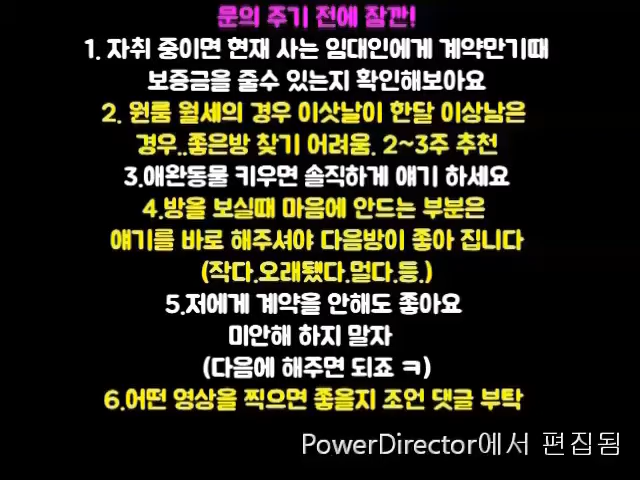 문의 주기 전에 잠깐!
1. 자취 중이면 현재 사는 임대인에게 계약만기때
보증금을 줄수 있는지 확인해보아요
2. 원룸 월세의 경우 이삿날이 한달 이상남은
경우..좋은방 찾기 어려움. 2~3주 추천
3.애완동물 키우면 솔직하게 얘기 하세요
4.방을 보실때 마음에 안드는 부분은
얘기를 바로 해주셔야 다음방이 좋아 집니다
(작다.오래됐다.멀다.등.)
5.저에게 계약을 안해도 좋아요
미안해 하지 말자
(다음에 해주면 되죠 ㅋ)
6.어떤 영상을 찍으면 좋을지 조언 댓글 부탁
PowerDirector에서 편집됨